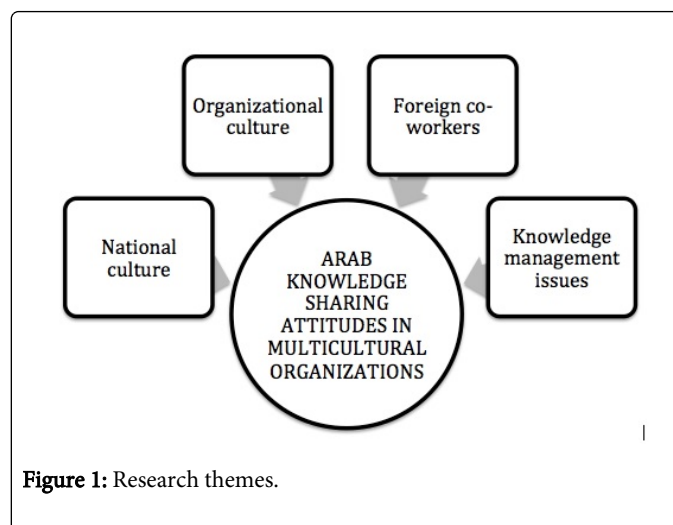 Organizational
culture
Foreign co-
workers
National
culture
Knowledge
management
issues
ARAB
KNOWLEDGE
SHARING
ATTITUDES IN
MULTICULTURAL
ORGANIZATIONS
Figure 1: Research themes.